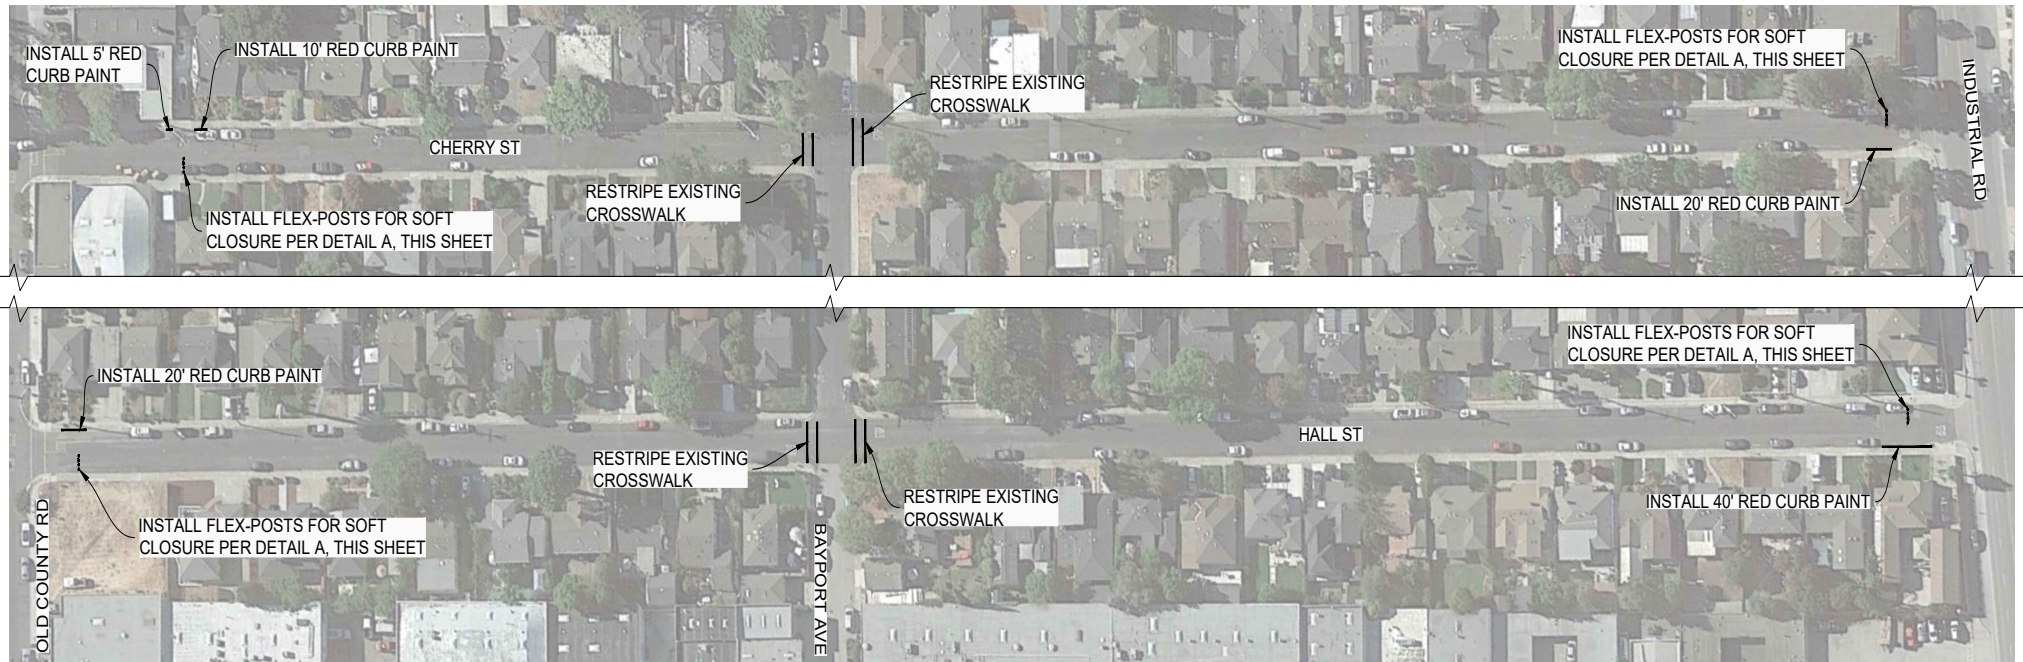 INSTALL 5' RED
CURB PAINT
INSTALL 10' RED CURB PAINT
CHERRY ST
INSTALL FLEX-POSTS FOR SOFT
CLOSURE PER DETAIL A, THIS SHEET
RESTRIPE EXISTING
CROSSWALK
RESTRIPE EXISTING
CROSSWALK
INSTALL FLEX-POSTS FOR SOFT
CLOSURE PER DETAIL A, THIS SHEET
INSTALL 20' RED CURB PAINT
INDUSTRIAL RD
INSTALL 20' RED CURB PAINT
INSTALL FLEX-POSTS FOR SOFT
CLOSURE PER DETAIL A, THIS SHEET
OLD COUNTY RD
RESTRIPE EXISTING
CROSSWALK
BAYPORT AVE
RESTRIPE EXISTING
CROSSWALK
HALL ST
INSTALL FLEX-POSTS FOR SOFT
CLOSURE PER DETAIL A, THIS SHEET
INSTALL 40' RED CURB PAINT